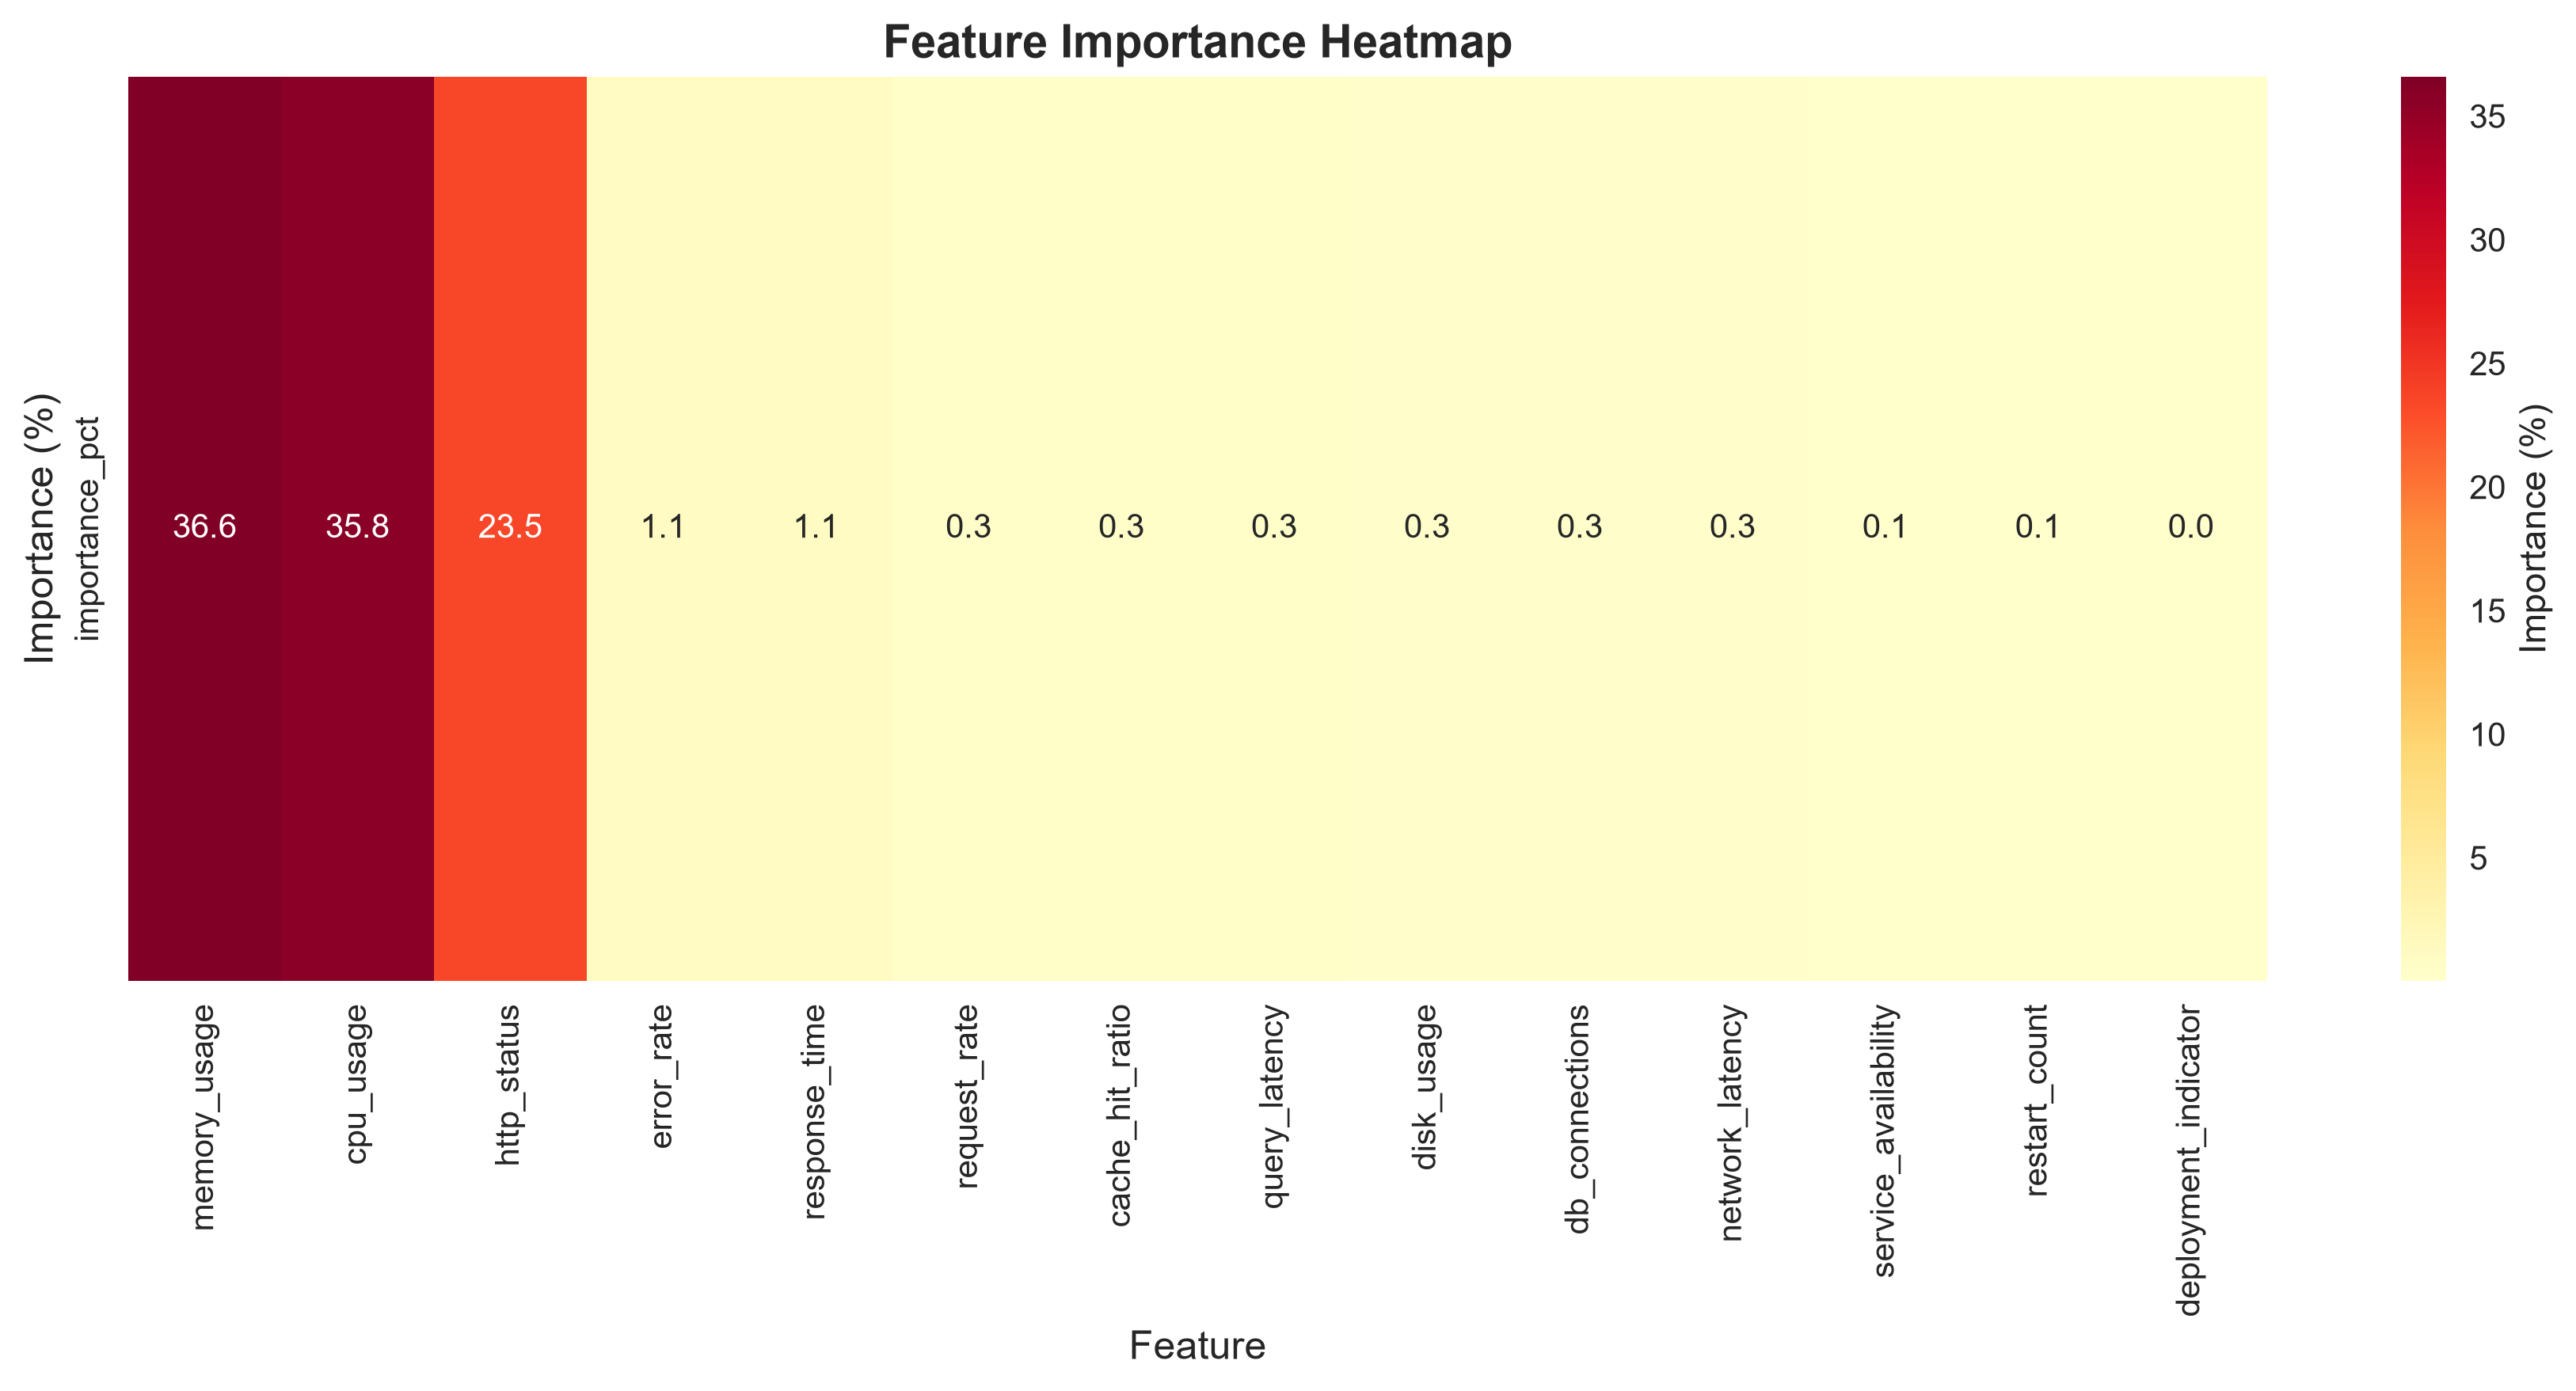 Feature Importance Heatmap
Importance (%)
importance_pct
36.6 35.8 23.5 1.1 1.1 0.3 0.3 0.3 0.3 0.3 0.3 0.1 0.1 0.0
memory_usage
cpu_usage
http_status
error_rate
response_time
request_rate
cache_hit_ratio
query_latency
disk_usage
db_connections
network_latency
service_availability
restart_count
deployment_indicator
Feature
35
30
25
20
15
10
5
Importance (%)